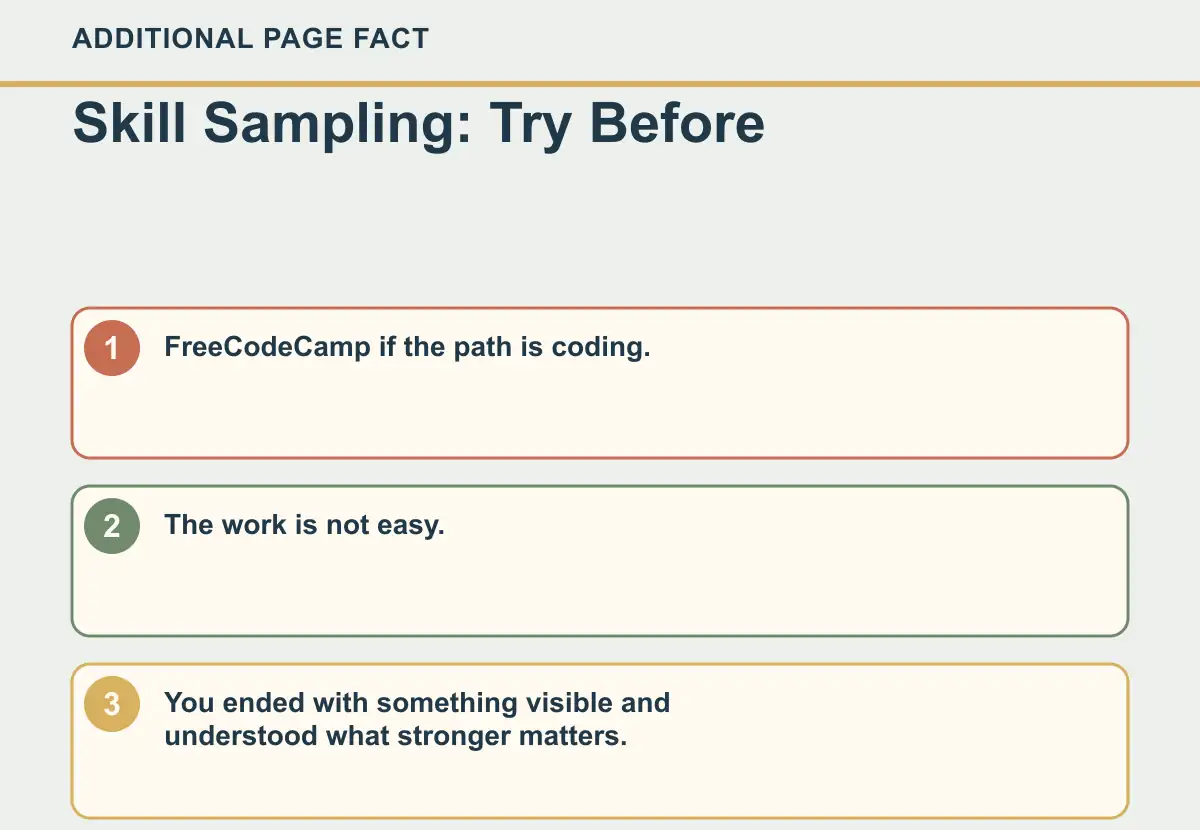 ADDITIONAL PAGE FACT
Skill Sampling: Try Before
1
FreeCodeCamp if the path is coding.
2
The work is not easy.
3
You ended with something visible and
understood what stronger matters.